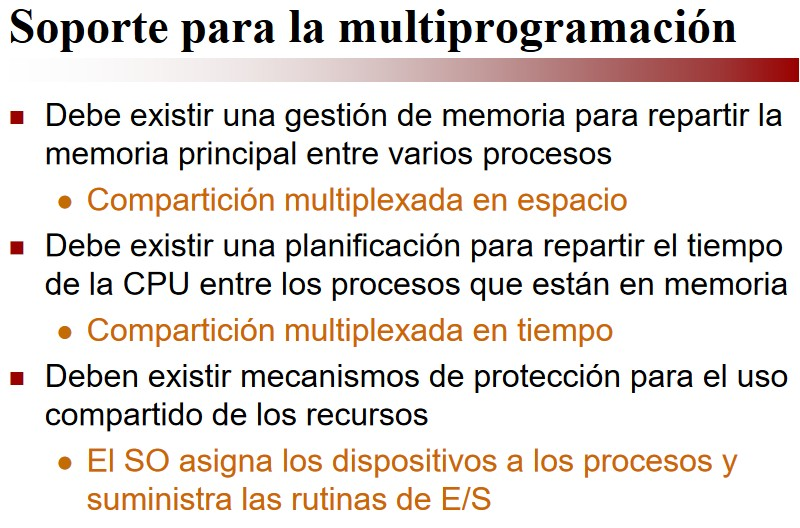 Soporte para la multiprogramación
Debe existir una gestión de memoria para repartir la
memoria principal entre varios procesos
Compartición multiplexada en espacio
Debe existir una planificación para repartir el tiempo
de la CPU entre los procesos que están en memoria
Compartición multiplexada en tiempo
Deben existir mecanismos de protección para el uso
compartido de los recursos
El SO asigna los dispositivos a los procesos y
suministra las rutinas de E/S